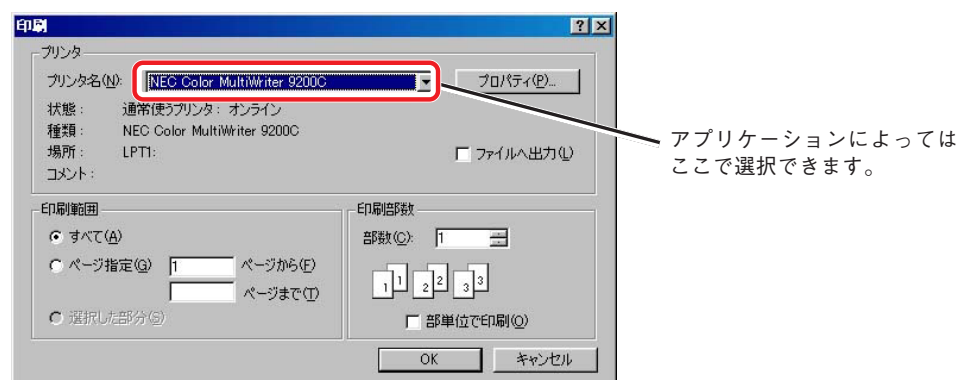 印刷
プリンタ
プリンタ名(N): NEC Color MultiWriter 9200C プロパティ(P)...
状態： 通常使うプリンタ： オンライン
種類： NEC Color MultiWriter 9200C
場所： LPT1: ファイルへ出力(L)
コメント：
アプリケーションによっては
ここで選択できます。
印刷範囲
すべて(A)
ページ指定(G) 1 ページから(F)
ページまで(T)
選択した部分(S)
印刷部数
部数(C): 1
1 1 2 2 3 3
部単位で印刷(O)
OK キャンセル